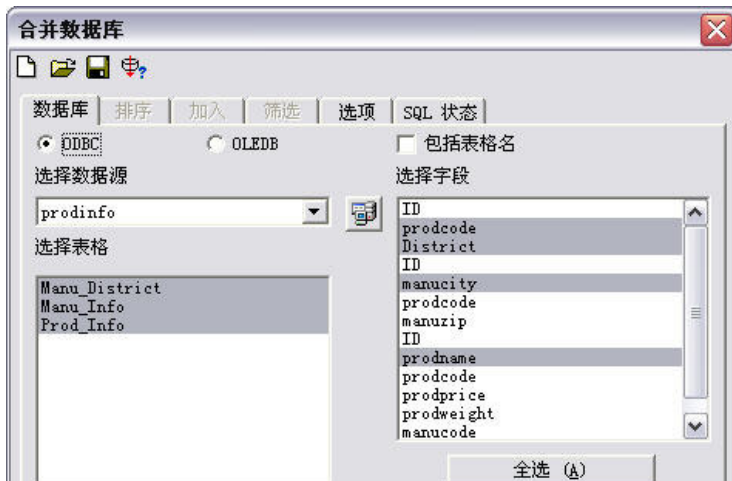 合并数据库
数据库 排序 加入 筛选 选项 SQL 状态
ODBC OLEDB 包括表格名
选择数据源 选择字段
prodinfo
选择表格
Manu_District
Manu_Info
Prod_Info
ID
prodcode
District
ID
manucity
prodcode
manuzip
ID
prodname
prodcode
prodprice
prodweight
manucode
全选 (A)